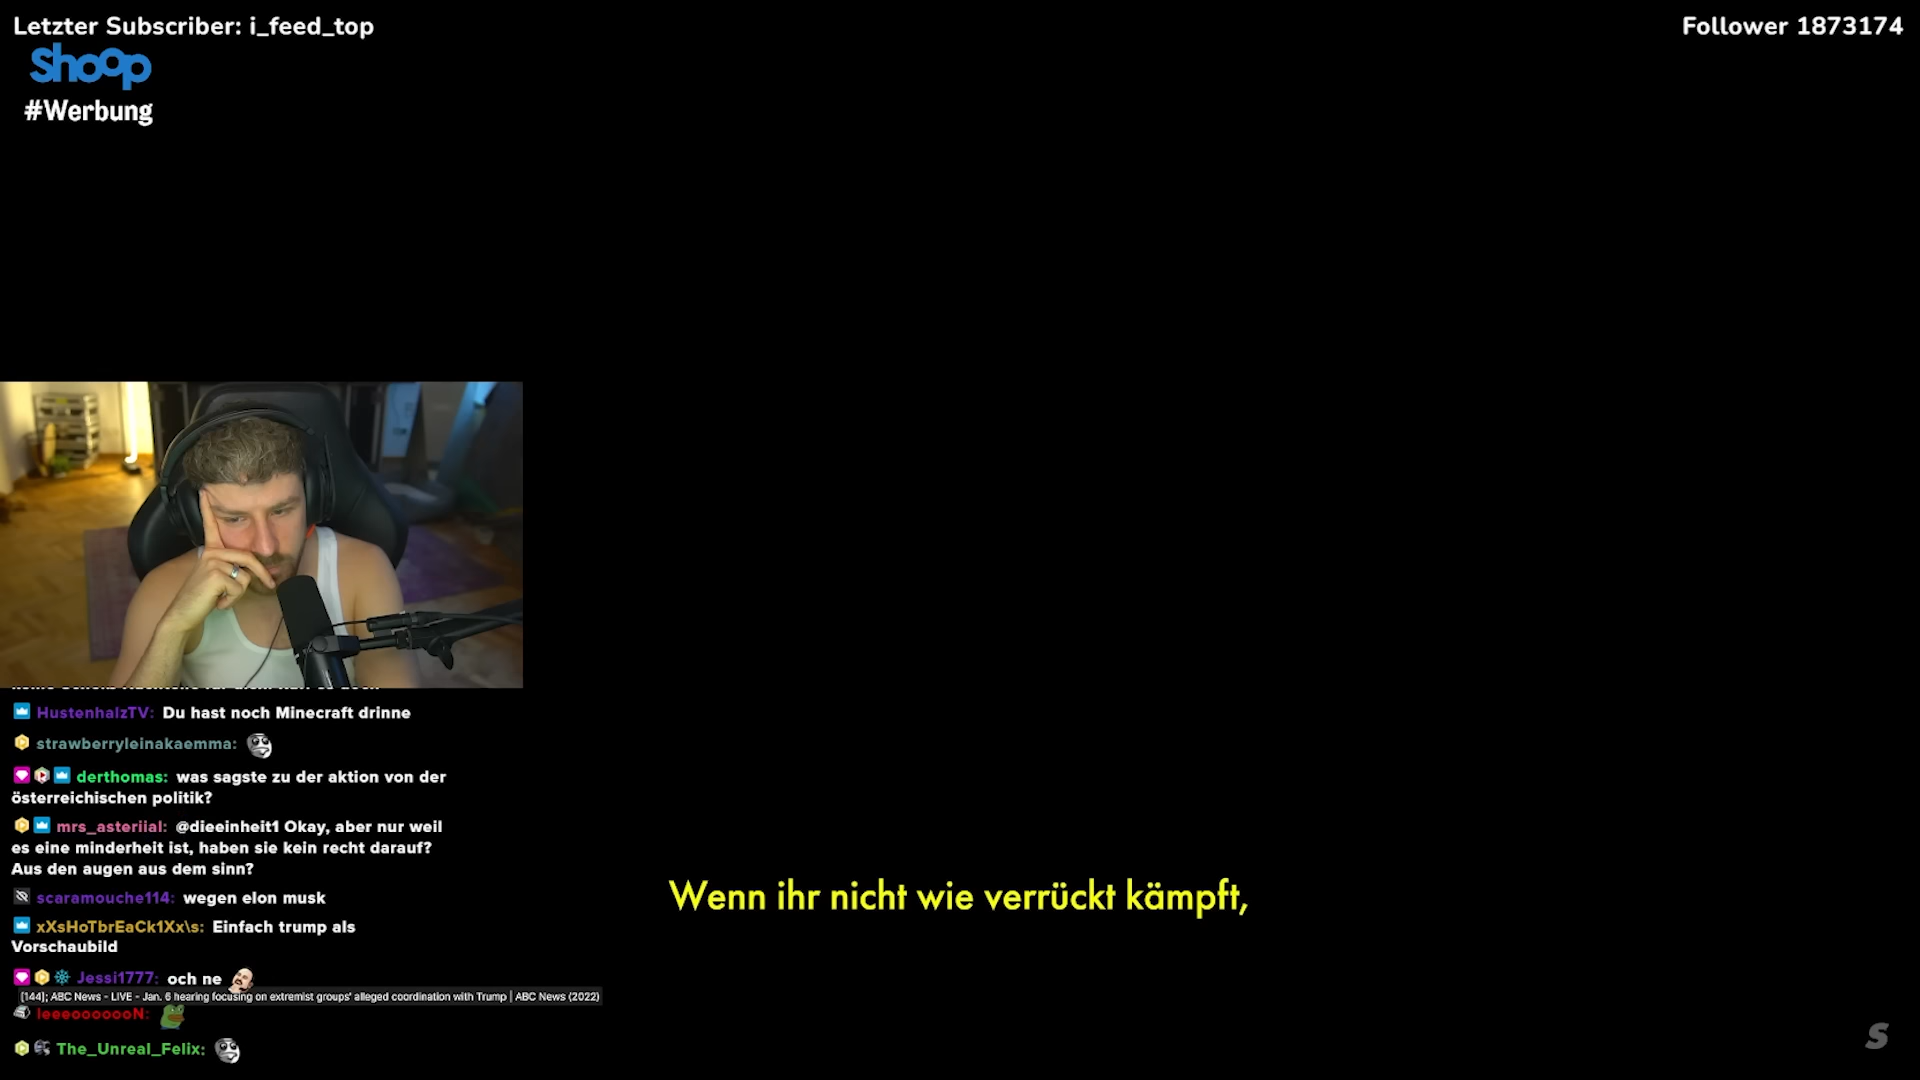 Letzter Subscriber: i_feed_top
Follower 1873174
shoop
#Werbung
HustenhalzTV: Du hast noch Minecraft drinne
strawberryleinakaemma:
derthomas: was sagste zu der aktion von der
österreichischen politik?
mrs_asteriial: @dieeinheit1 Okay, aber nur weil
es eine minderheit ist, haben sie kein recht darauf?
Aus den augen aus dem sinn?
scaramouche114: wegen elon musk
xXsHoTbrEaCk1Xx\s: Einfach trump als
Vorschaubild
Jessi1777: och ne
[144]; ABC News - LIVE - Jan. 6 hearing focusing on extremist groups' alleged coordination with Trump | ABC News (2022)
leeeooooooN:
The_Unreal_Felix:
Wenn ihr nicht wie verrückt kämpft,
S